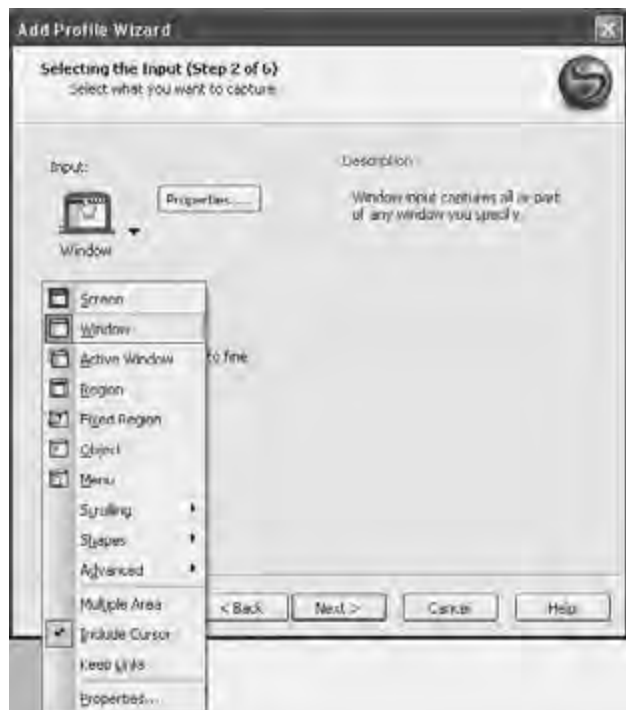 Add Profile Wizard
Selecting the Input (Step 2 of 6)
Select what you want to capture
Input:
Description
Properties.....
Window input captures all or part
of any window you specify.
Window
Screen
Window
Active Window
to fine
Region
Fixed Region
Object
Menu
Scrolling
Shapes
Advanced
Multiple Area
< Back
Next >
Cancel
Help
Include Cursor
Keep Links
Properties...